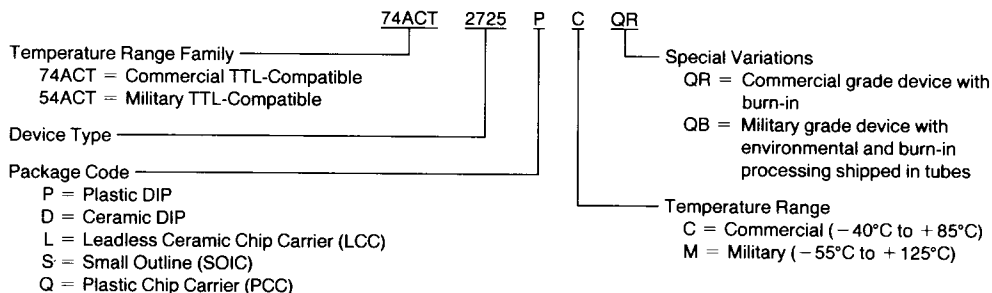 74ACT 2725 P C QR
Temperature Range Family
74ACT = Commercial TTL-Compatible
54ACT = Military TTL-Compatible
Device Type
Package Code
P = Plastic DIP
D = Ceramic DIP
L = Leadless Ceramic Chip Carrier (LCC)
S = Small Outline (SOIC)
Q = Plastic Chip Carrier (PCC)
Special Variations
QR = Commercial grade device with
burn-in
QB = Military grade device with
environmental and burn-in
processing shipped in tubes
Temperature Range
C = Commercial (−40°C to +85°C)
M = Military (−55°C to +125°C)